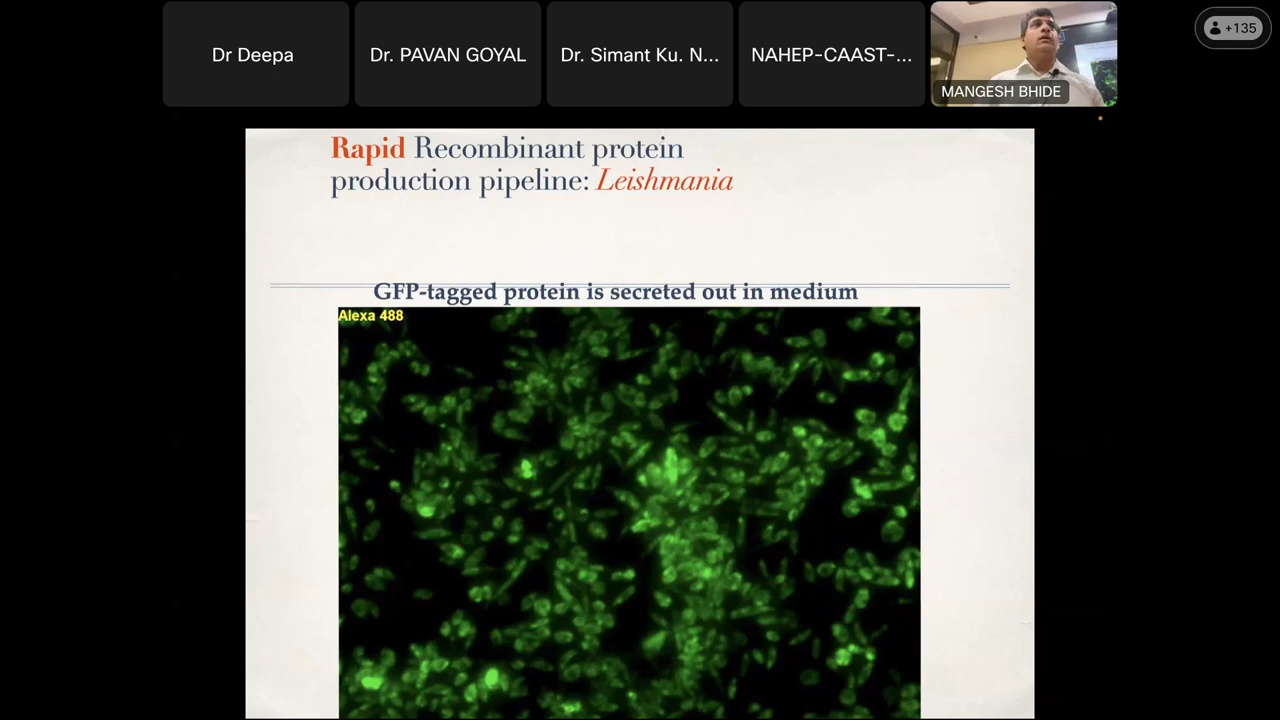 Dr Deepa
Dr. PAVAN GOYAL
Dr. Simant Ku. N...
NAHEP-CAAST-...
MANGESH BHIDE
+135
Rapid Recombinant protein
production pipeline: Leishmania
GFP-tagged protein is secreted out in medium
Alexa 488